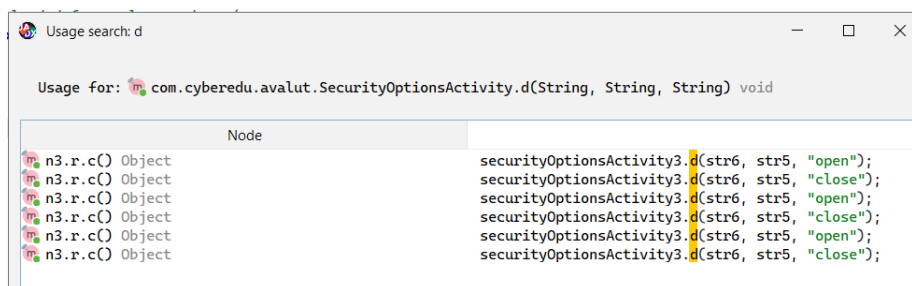 Usage search: d
Usage for: m com.cyberedu.avalut.SecurityOptionsActivity.d(String, String, String) void
Node
m n3.r.c() Object securityOptionsActivity3.d(str6, str5, "open");
m n3.r.c() Object securityOptionsActivity3.d(str6, str5, "close");
m n3.r.c() Object securityOptionsActivity3.d(str6, str5, "open");
m n3.r.c() Object securityOptionsActivity3.d(str6, str5, "close");
m n3.r.c() Object securityOptionsActivity3.d(str6, str5, "open");
m n3.r.c() Object securityOptionsActivity3.d(str6, str5, "close");